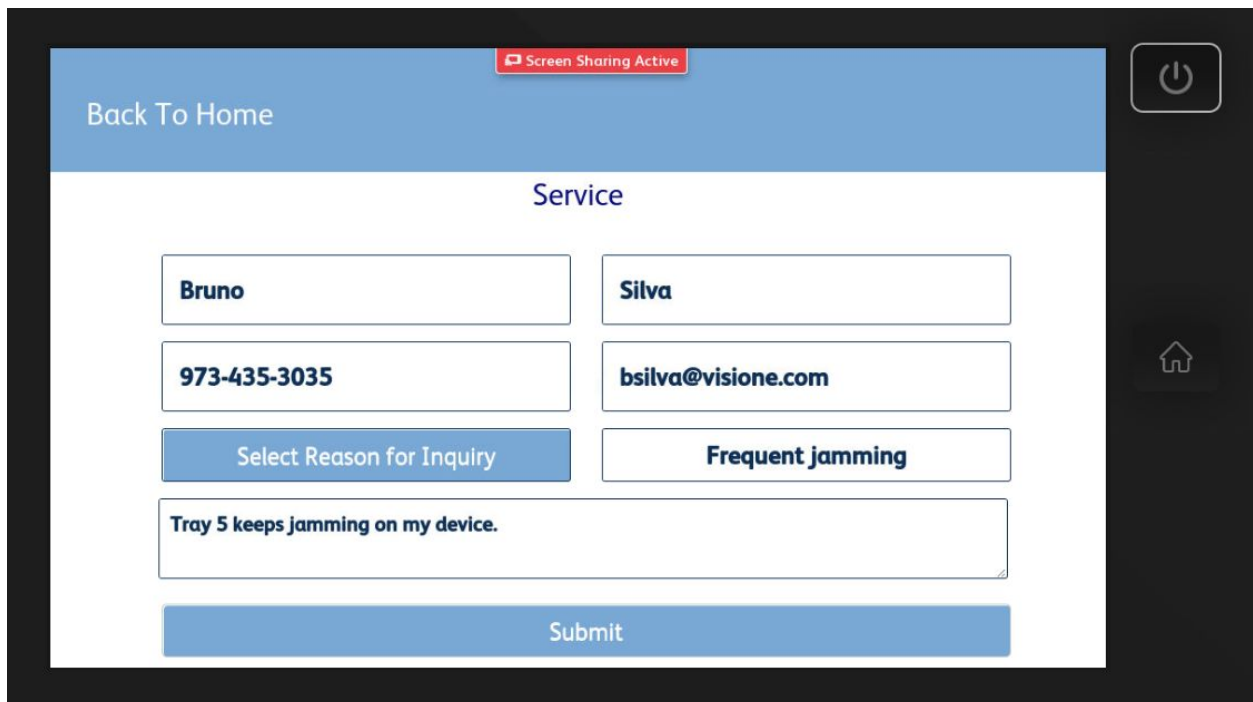 Screen Sharing Active
Back To Home
Service
Bruno
Silva
973-435-3035
bsilva@visione.com
Select Reason for Inquiry
Frequent jamming
Tray 5 keeps jamming on my device.
Submit